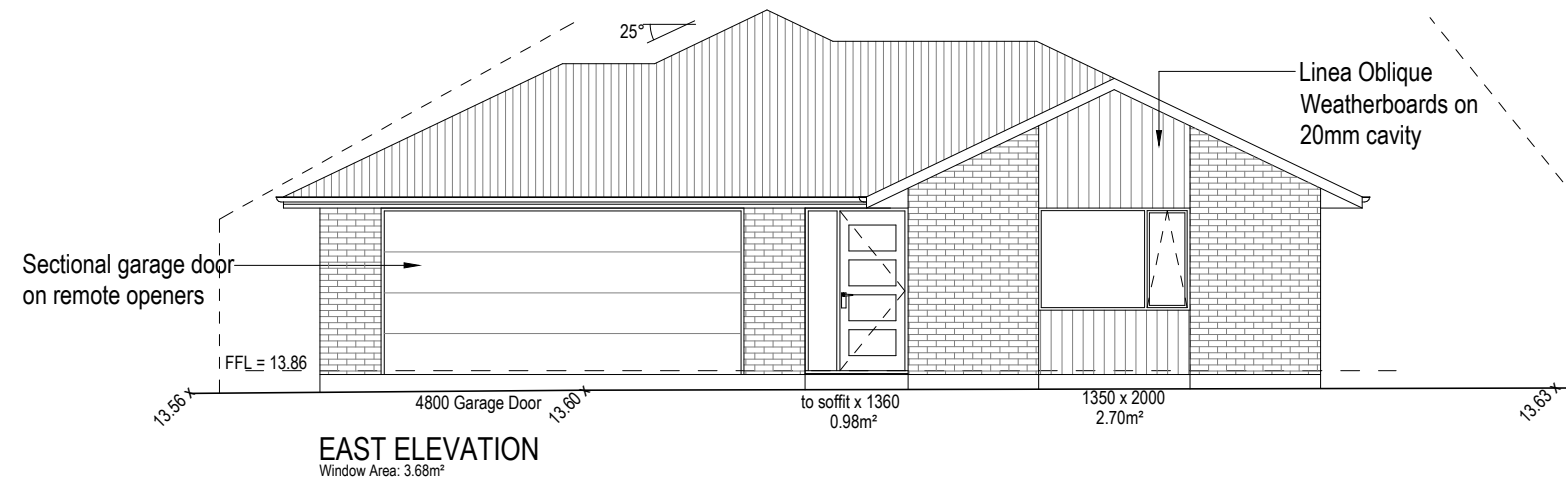 25°
Linea Oblique
Weatherboards on
20mm cavity
Sectional garage door
on remote openers
FFL = 13.86
13.56 x
4800 Garage Door
13.60 x
to soffit x 1360
0.98m²
1350 x 2000
2.70m²
13.63 x
EAST ELEVATION
Window Area: 3.68m²